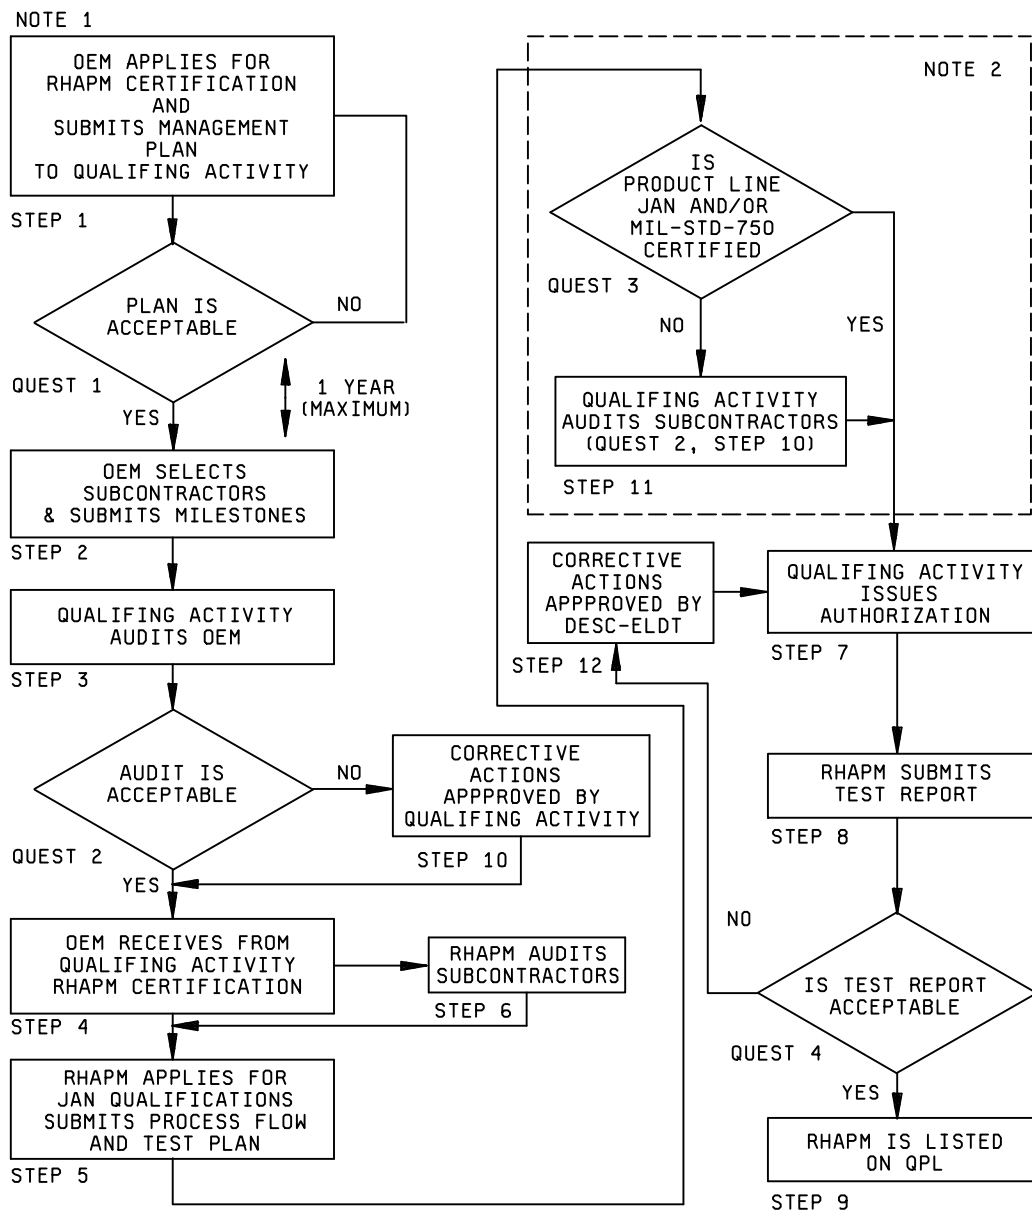 NOTE 1
OEM APPLIES FOR
RHAPM CERTIFICATION
AND
SUBMITS MANAGEMENT
PLAN
TO QUALIFING ACTIVITY
STEP 1
PLAN IS
ACCEPTABLE
NO
QUEST 1
YES
1 YEAR
(MAXIMUM)
OEM SELECTS
SUBCONTRACTORS
& SUBMITS MILESTONES
STEP 2
QUALIFING ACTIVITY
AUDITS OEM
STEP 3
AUDIT IS
ACCEPTABLE
NO
QUEST 2
YES
CORRECTIVE
ACTIONS
APPPROVED BY
QUALIFING ACTIVITY
STEP 10
OEM RECEIVES FROM
QUALIFING ACTIVITY
RHAPM CERTIFICATION
STEP 4
RHAPM AUDITS
SUBCONTRACTORS
STEP 6
RHAPM APPLIES FOR
JAN QUALIFICATIONS
SUBMITS PROCESS FLOW
AND TEST PLAN
STEP 5
NOTE 2
IS
PRODUCT LINE
JAN AND/OR
MIL-STD-750
CERTIFIED
QUEST 3
NO
YES
QUALIFING ACTIVITY
AUDITS SUBCONTRACTORS
(QUEST 2, STEP 10)
STEP 11
CORRECTIVE
ACTIONS
APPPROVED BY
DESC-ELDT
STEP 12
QUALIFING ACTIVITY
ISSUES
AUTHORIZATION
STEP 7
RHAPM SUBMITS
TEST REPORT
STEP 8
NO
IS TEST REPORT
ACCEPTABLE
QUEST 4
YES
RHAPM IS LISTED
ON QPL
STEP 9